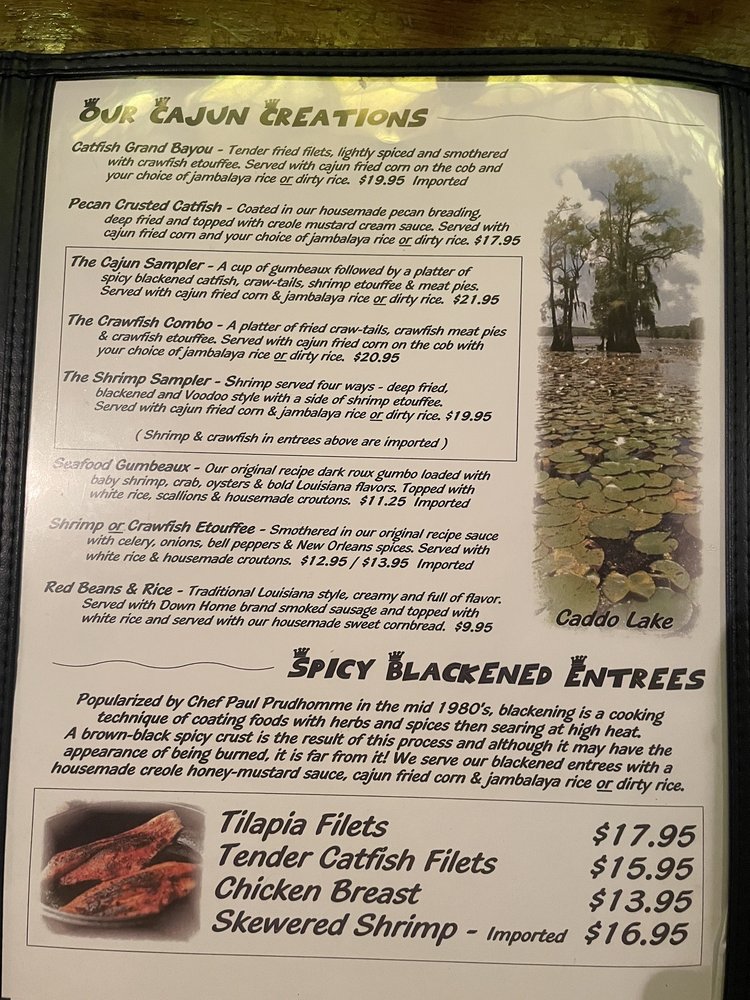 OUR CAJUN CREATIONS
Catfish Grand Bayou - Tender fried filets, lightly spiced and smothered
with crawfish etouffee. Served with cajun fried corn on the cob and
your choice of jambalaya rice or dirty rice. $19.95 Imported
Pecan Crusted Catfish - Coated in our housemade pecan breading,
deep fried and topped with creole mustard cream sauce. Served with
cajun fried corn and your choice of jambalaya rice or dirty rice. $17.95
The Cajun Sampler - A cup of gumbeaux followed by a platter of
spicy blackened catfish, craw-tails, shrimp etouffee & meat pies.
Served with cajun fried corn & jambalaya rice or dirty rice. $21.95
The Crawfish Combo - A platter of fried craw-tails, crawfish meat pies
& crawfish etouffee. Served with cajun fried corn on the cob with
your choice of jambalaya rice or dirty rice. $20.95
The Shrimp Sampler - Shrimp served four ways - deep fried,
blackened and Voodoo style with a side of shrimp etouffee.
Served with cajun fried corn & jambalaya rice or dirty rice. $19.95
( Shrimp & crawfish in entrees above are imported )
Seafood Gumbeaux - Our original recipe dark roux gumbo loaded with
baby shrimp, crab, oysters & bold Louisiana flavors. Topped with
white rice, scallions & housemade croutons. $11.25 Imported
Shrimp or Crawfish Etouffee - Smothered in our original recipe sauce
with celery, onions, bell peppers & New Orleans spices. Served with
white rice & housemade croutons. $12.95 / $13.95 Imported
Red Beans & Rice - Traditional Louisiana style, creamy and full of flavor.
Served with Down Home brand smoked sausage and topped with
white rice and served with our housemade sweet cornbread. $9.95
Caddo Lake
SPICY BLACKENED ENTREES
Popularized by Chef Paul Prudhomme in the mid 1980's, blackening is a cooking
technique of coating foods with herbs and spices then searing at high heat.
A brown-black spicy crust is the result of this process and although it may have the
appearance of being burned, it is far from it! We serve our blackened entrees with a
housemade creole honey-mustard sauce, cajun fried corn & jambalaya rice or dirty rice.
Tilapia Filets $17.95
Tender Catfish Filets $15.95
Chicken Breast $13.95
Skewered Shrimp - Imported $16.95